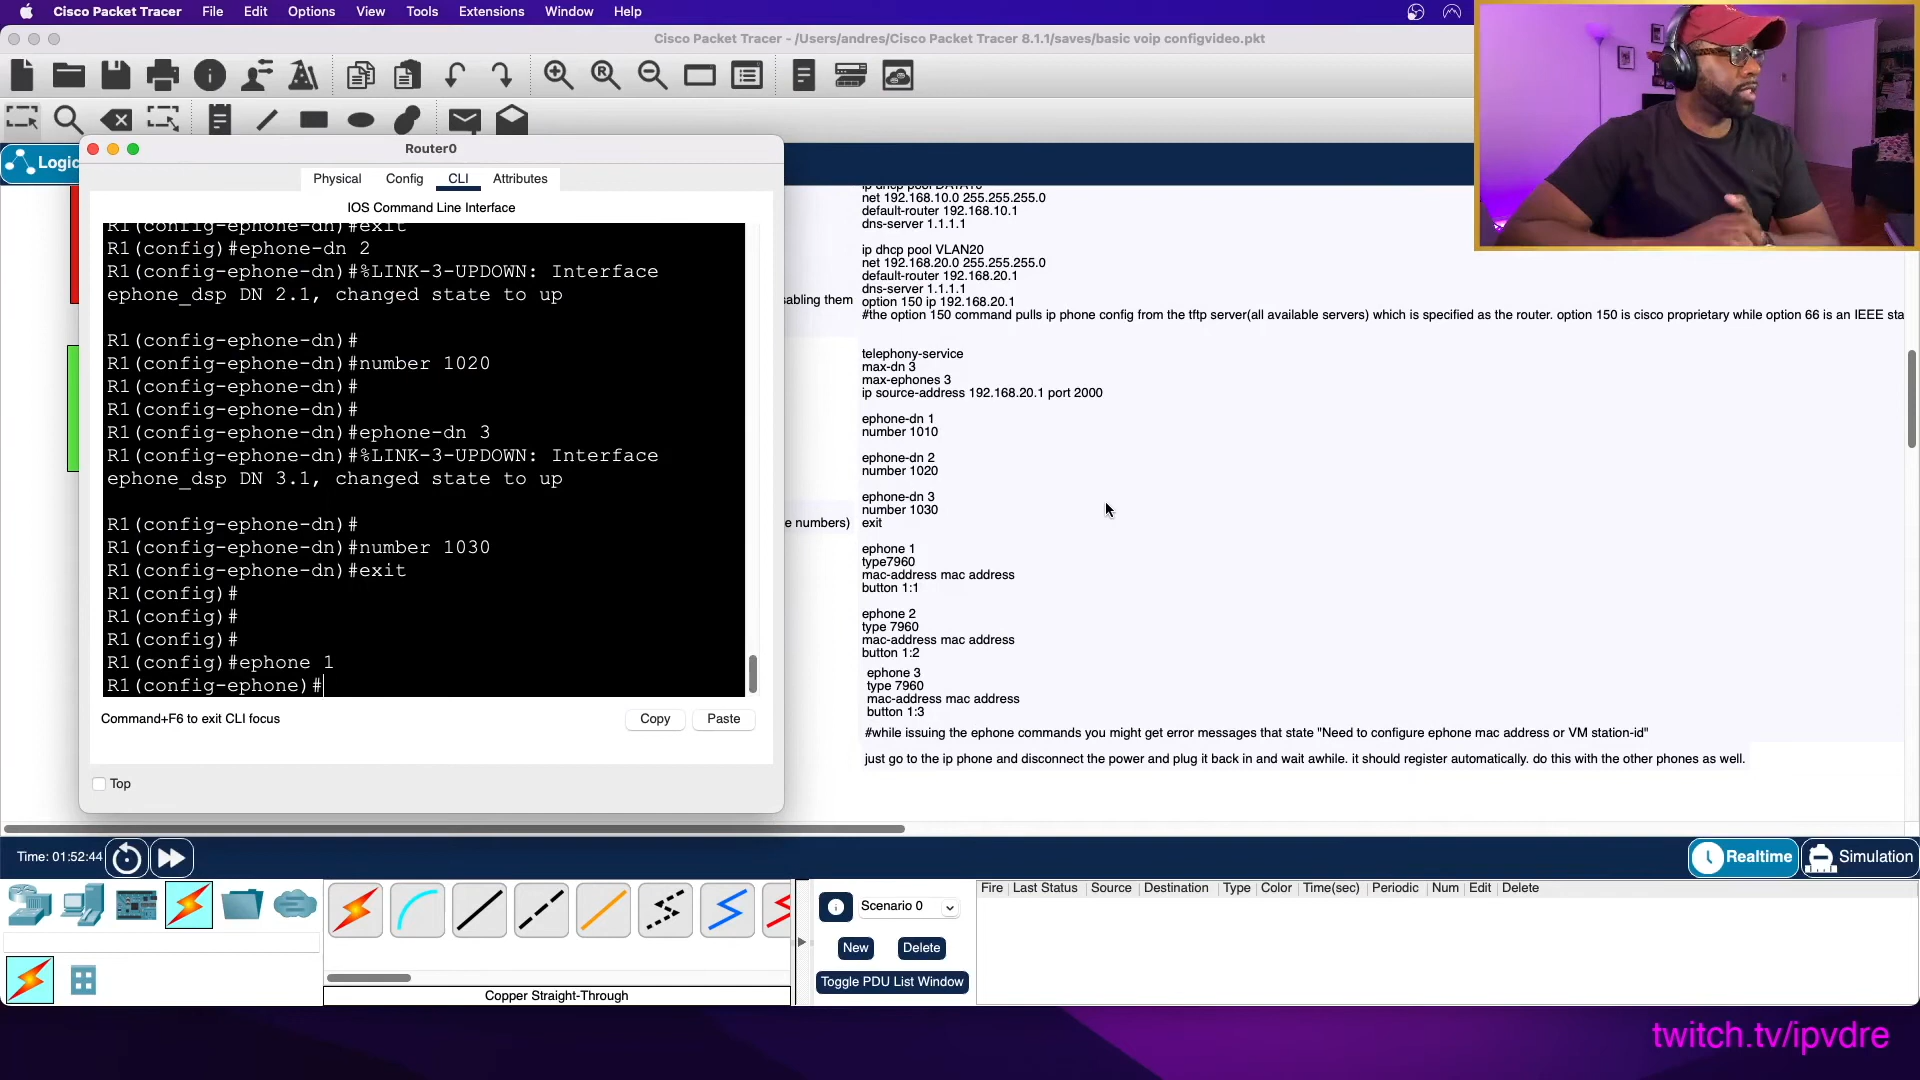 Cisco Packet Tracer File Edit Options View Tools Extensions Window Help
Cisco Packet Tracer - /Users/andres/Cisco Packet Tracer 8.1.1/saves/basic voip configvideo.pkt
Logic
Router0
Physical Config CLI Attributes
IOS Command Line Interface
R1(config-ephone-dn)#exit
R1(config)#ephone-dn 2
R1(config-ephone-dn)#%LINK-3-UPDOWN: Interface
ephone_dsp DN 2.1, changed state to up
R1(config-ephone-dn)#
R1(config-ephone-dn)#number 1020
R1(config-ephone-dn)#
R1(config-ephone-dn)#
R1(config-ephone-dn)#ephone-dn 3
R1(config-ephone-dn)#%LINK-3-UPDOWN: Interface
ephone_dsp DN 3.1, changed state to up
R1(config-ephone-dn)#
R1(config-ephone-dn)#number 1030
R1(config-ephone-dn)#exit
R1(config)#
R1(config)#
R1(config)#
R1(config)#ephone 1
R1(config-ephone)#
Command+F6 to exit CLI focus
Copy Paste
Top
sabling them
e numbers)
ip dhcp pool DATA10
net 192.168.10.0 255.255.255.0
default-router 192.168.10.1
dns-server 1.1.1.1
ip dhcp pool VLAN20
net 192.168.20.0 255.255.255.0
default-router 192.168.20.1
dns-server 1.1.1.1
option 150 ip 192.168.20.1
#the option 150 command pulls ip phone config from the tftp server(all available servers) which is specified as the router. option 150 is cisco proprietary while option 66 is an IEEE sta
telephony-service
max-dn 3
max-ephones 3
ip source-address 192.168.20.1 port 2000
ephone-dn 1
number 1010
ephone-dn 2
number 1020
ephone-dn 3
number 1030
exit
ephone 1
type7960
mac-address mac address
button 1:1
ephone 2
type 7960
mac-address mac address
button 1:2
ephone 3
type 7960
mac-address mac address
button 1:3
#while issuing the ephone commands you might get error messages that state "Need to configure ephone mac address or VM station-id"
just go to the ip phone and disconnect the power and plug it back in and wait awhile. it should register automatically. do this with the other phones as well.
Time: 01:52:44
Realtime Simulation
Scenario 0
New Delete
Toggle PDU List Window
Fire Last Status Source Destination Type Color Time(sec) Periodic Num Edit Delete
Copper Straight-Through
twitch.tv/ipvdre